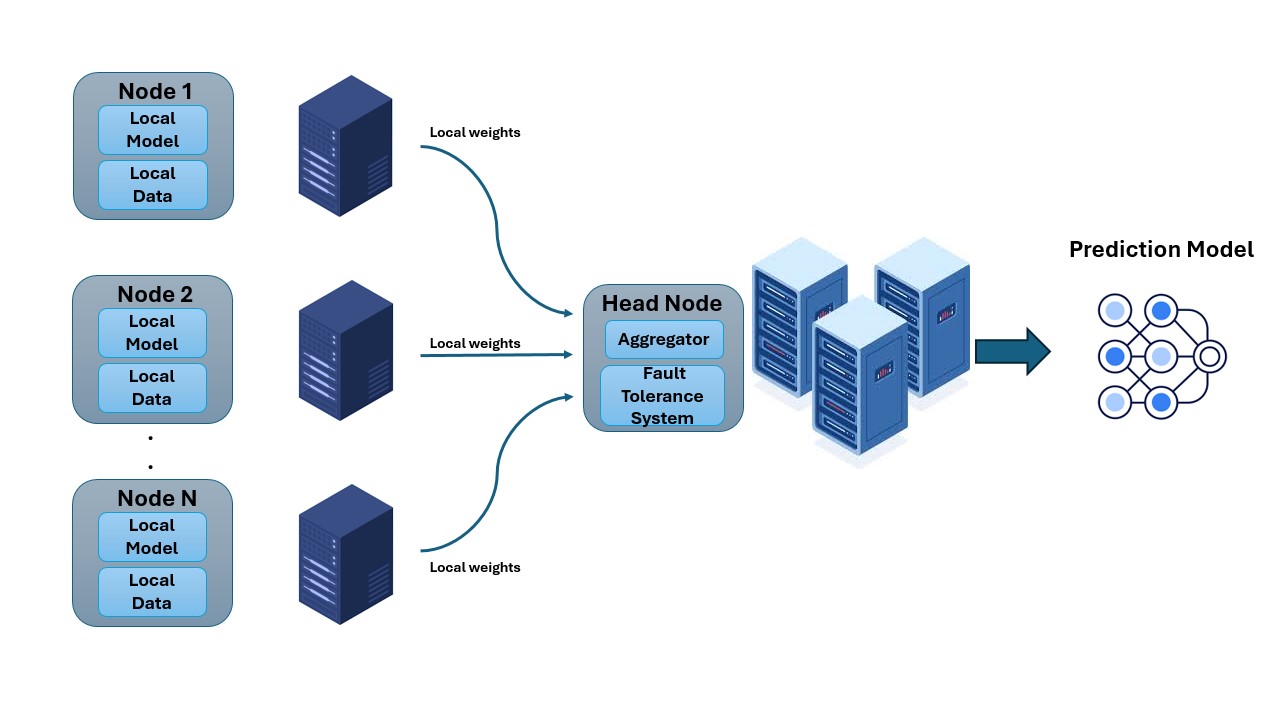 Node 1
Local
Model
Local
Data
Local weights
Node 2
Local
Model
Local
Data
Local weights
.
.
Node N
Local
Model
Local
Data
Local weights
Head Node
Aggregator
Fault
Tolerance
System
Prediction Model